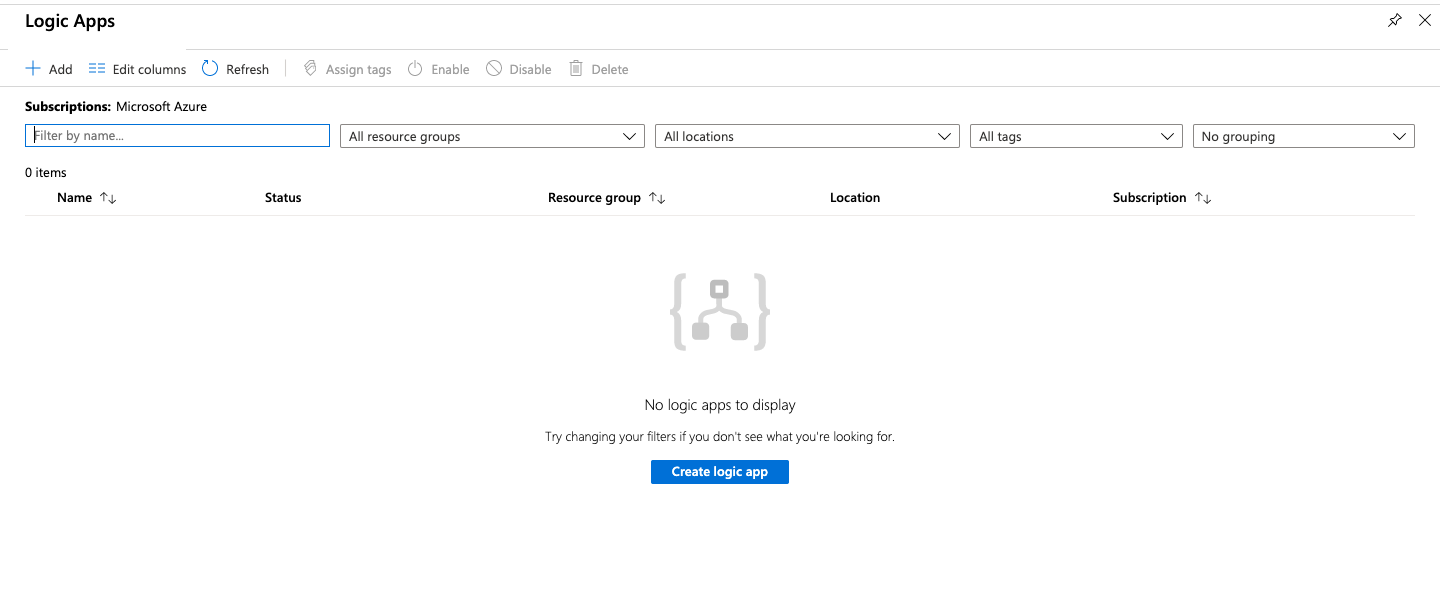 Logic Apps
Add Edit columns Refresh Assign tags Enable Disable Delete
Subscriptions: Microsoft Azure
Filter by name... All resource groups All locations All tags No grouping
0 items
Name Status Resource group Location Subscription
No logic apps to display
Try changing your filters if you don't see what you're looking for.
Create logic app